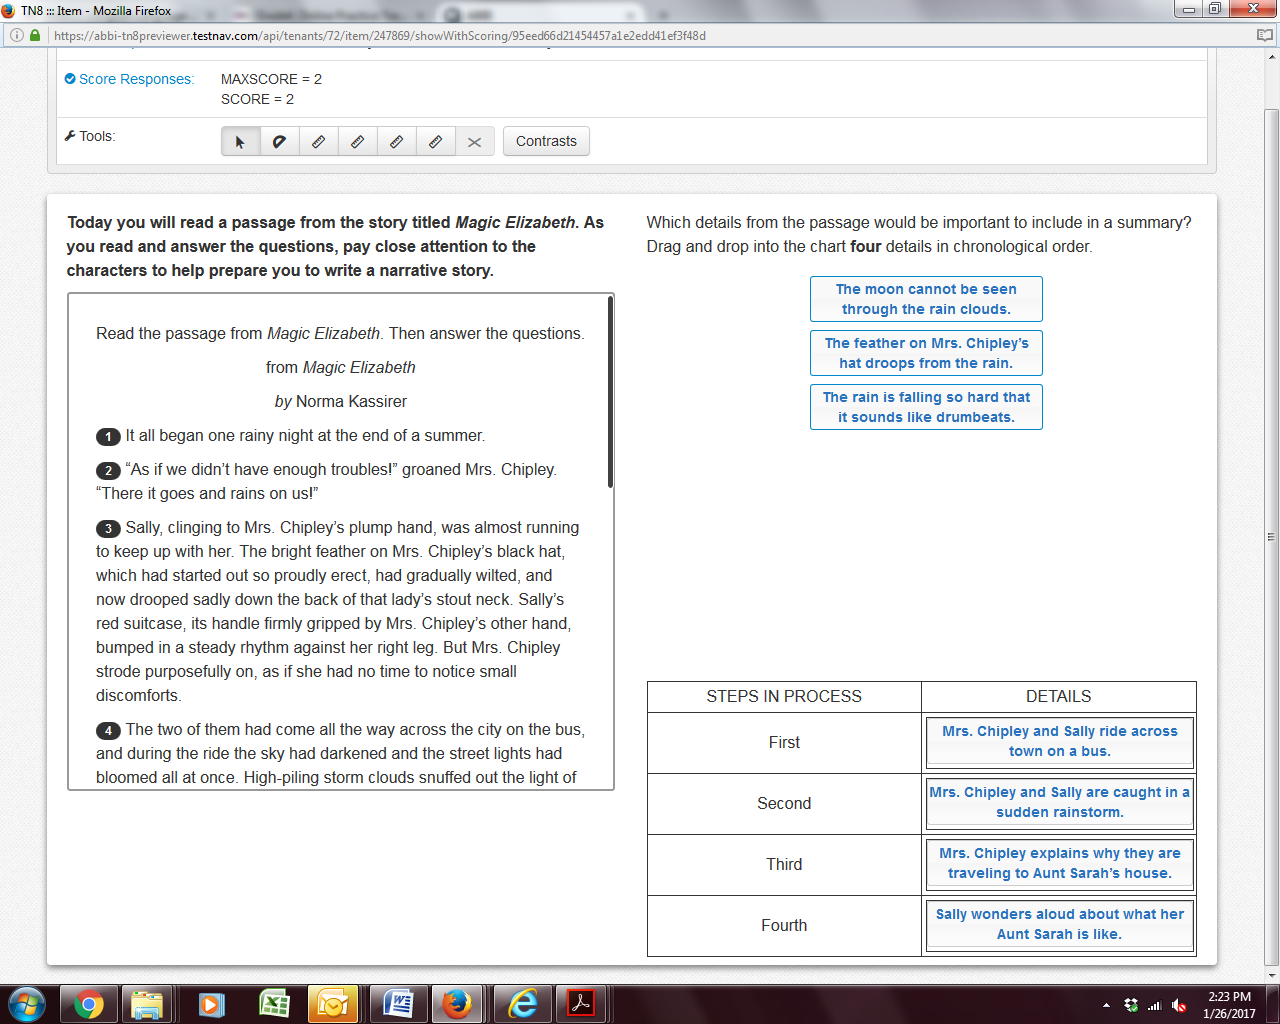 TN8 ::: Item - Mozilla Firefox
https://abbi-tn8previewer.testnav.com/api/tenants/72/item/247869/showWithScoring/95eed66d21454457a1e2edd41ef3f48d
Score Responses:
MAXSCORE = 2
SCORE = 2
Tools:
Contrasts
Today you will read a passage from the story titled Magic Elizabeth. As
you read and answer the questions, pay close attention to the
characters to help prepare you to write a narrative story.
Read the passage from Magic Elizabeth. Then answer the questions.
from Magic Elizabeth
by Norma Kassirer
1 It all began one rainy night at the end of a summer.
2 “As if we didn’t have enough troubles!” groaned Mrs. Chipley.
“There it goes and rains on us!”
3 Sally, clinging to Mrs. Chipley’s plump hand, was almost running
to keep up with her. The bright feather on Mrs. Chipley’s black hat,
which had started out so proudly erect, had gradually wilted, and
now drooped sadly down the back of that lady’s stout neck. Sally’s
red suitcase, its handle firmly gripped by Mrs. Chipley’s other hand,
bumped in a steady rhythm against her right leg. But Mrs. Chipley
strode purposefully on, as if she had no time to notice small
discomforts.
4 The two of them had come all the way across the city on the bus,
and during the ride the sky had darkened and the street lights had
bloomed all at once. High-piling storm clouds snuffed out the light of
Which details from the passage would be important to include in a summary?
Drag and drop into the chart four details in chronological order.
The moon cannot be seen
through the rain clouds.
The feather on Mrs. Chipley’s
hat droops from the rain.
The rain is falling so hard that
it sounds like drumbeats.
STEPS IN PROCESS
DETAILS
First
Mrs. Chipley and Sally ride across
town on a bus.
Second
Mrs. Chipley and Sally are caught in a
sudden rainstorm.
Third
Mrs. Chipley explains why they are
traveling to Aunt Sarah’s house.
Fourth
Sally wonders aloud about what her
Aunt Sarah is like.
2:23 PM
1/26/2017